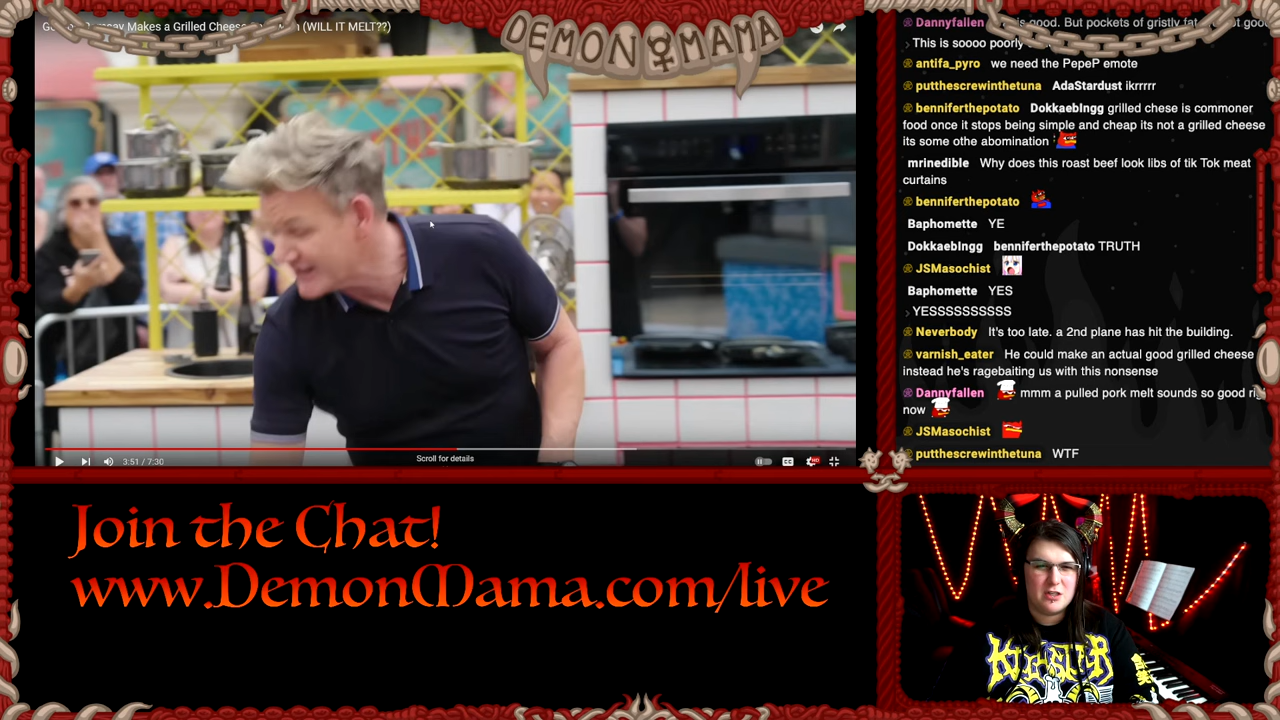 Makes a Grilled Cheese (WILL IT MELT??)
DEMON MAMA
3:51 / 7:30
Scroll for details
CC
HD
Dannyfallen is good. But pockets of gristly fat
This is soooo poorly
antifa_pyro we need the PepeP emote
putthescrewinthetuna AdaStardust ikrrrrr
benniferthepotato DokkaebIngg grilled chese is commoner
food once it stops being simple and cheap its not a grilled cheese
its some othe abomination
mrinedible Why does this roast beef look libs of tik Tok meat
curtains
benniferthepotato
Baphomette YE
DokkaebIngg benniferthepotato TRUTH
JSMasochist
Baphomette YES
YESSSSSSSSSS
Neverbody It's too late. a 2nd plane has hit the building.
varnish_eater He could make an actual good grilled cheese
instead he's ragebaiting us with this nonsense
Dannyfallen mmm a pulled pork melt sounds so good
now
JSMasochist
putthescrewinthetuna WTF
Join the Chat!
www.DemonMama.com/live